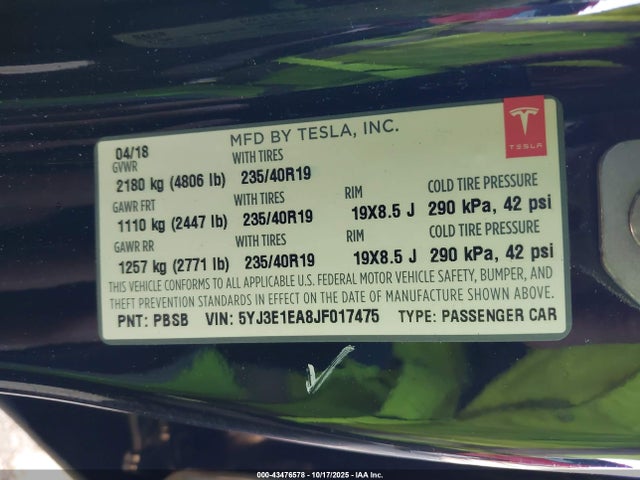 MFD BY TESLA, INC.
TESLA
04/18
GVWR WITH TIRES
2180 kg (4806 lb) 235/40R19
GAWR FRT WITH TIRES RIM COLD TIRE PRESSURE
1110 kg (2447 lb) 235/40R19 19X8.5 J 290 kPa, 42 psi
GAWR RR WITH TIRES RIM COLD TIRE PRESSURE
1257 kg (2771 lb) 235/40R19 19X8.5 J 290 kPa, 42 psi
THIS VEHICLE CONFORMS TO ALL APPLICABLE U.S. FEDERAL MOTOR VEHICLE SAFETY, BUMPER, AND
THEFT PREVENTION STANDARDS IN EFFECT ON THE DATE OF MANUFACTURE SHOWN ABOVE.
PNT: PBSB VIN: 5YJ3E1EA8JF017475 TYPE: PASSENGER CAR
000-43476578 - 10/17/2025 - IAA Inc.